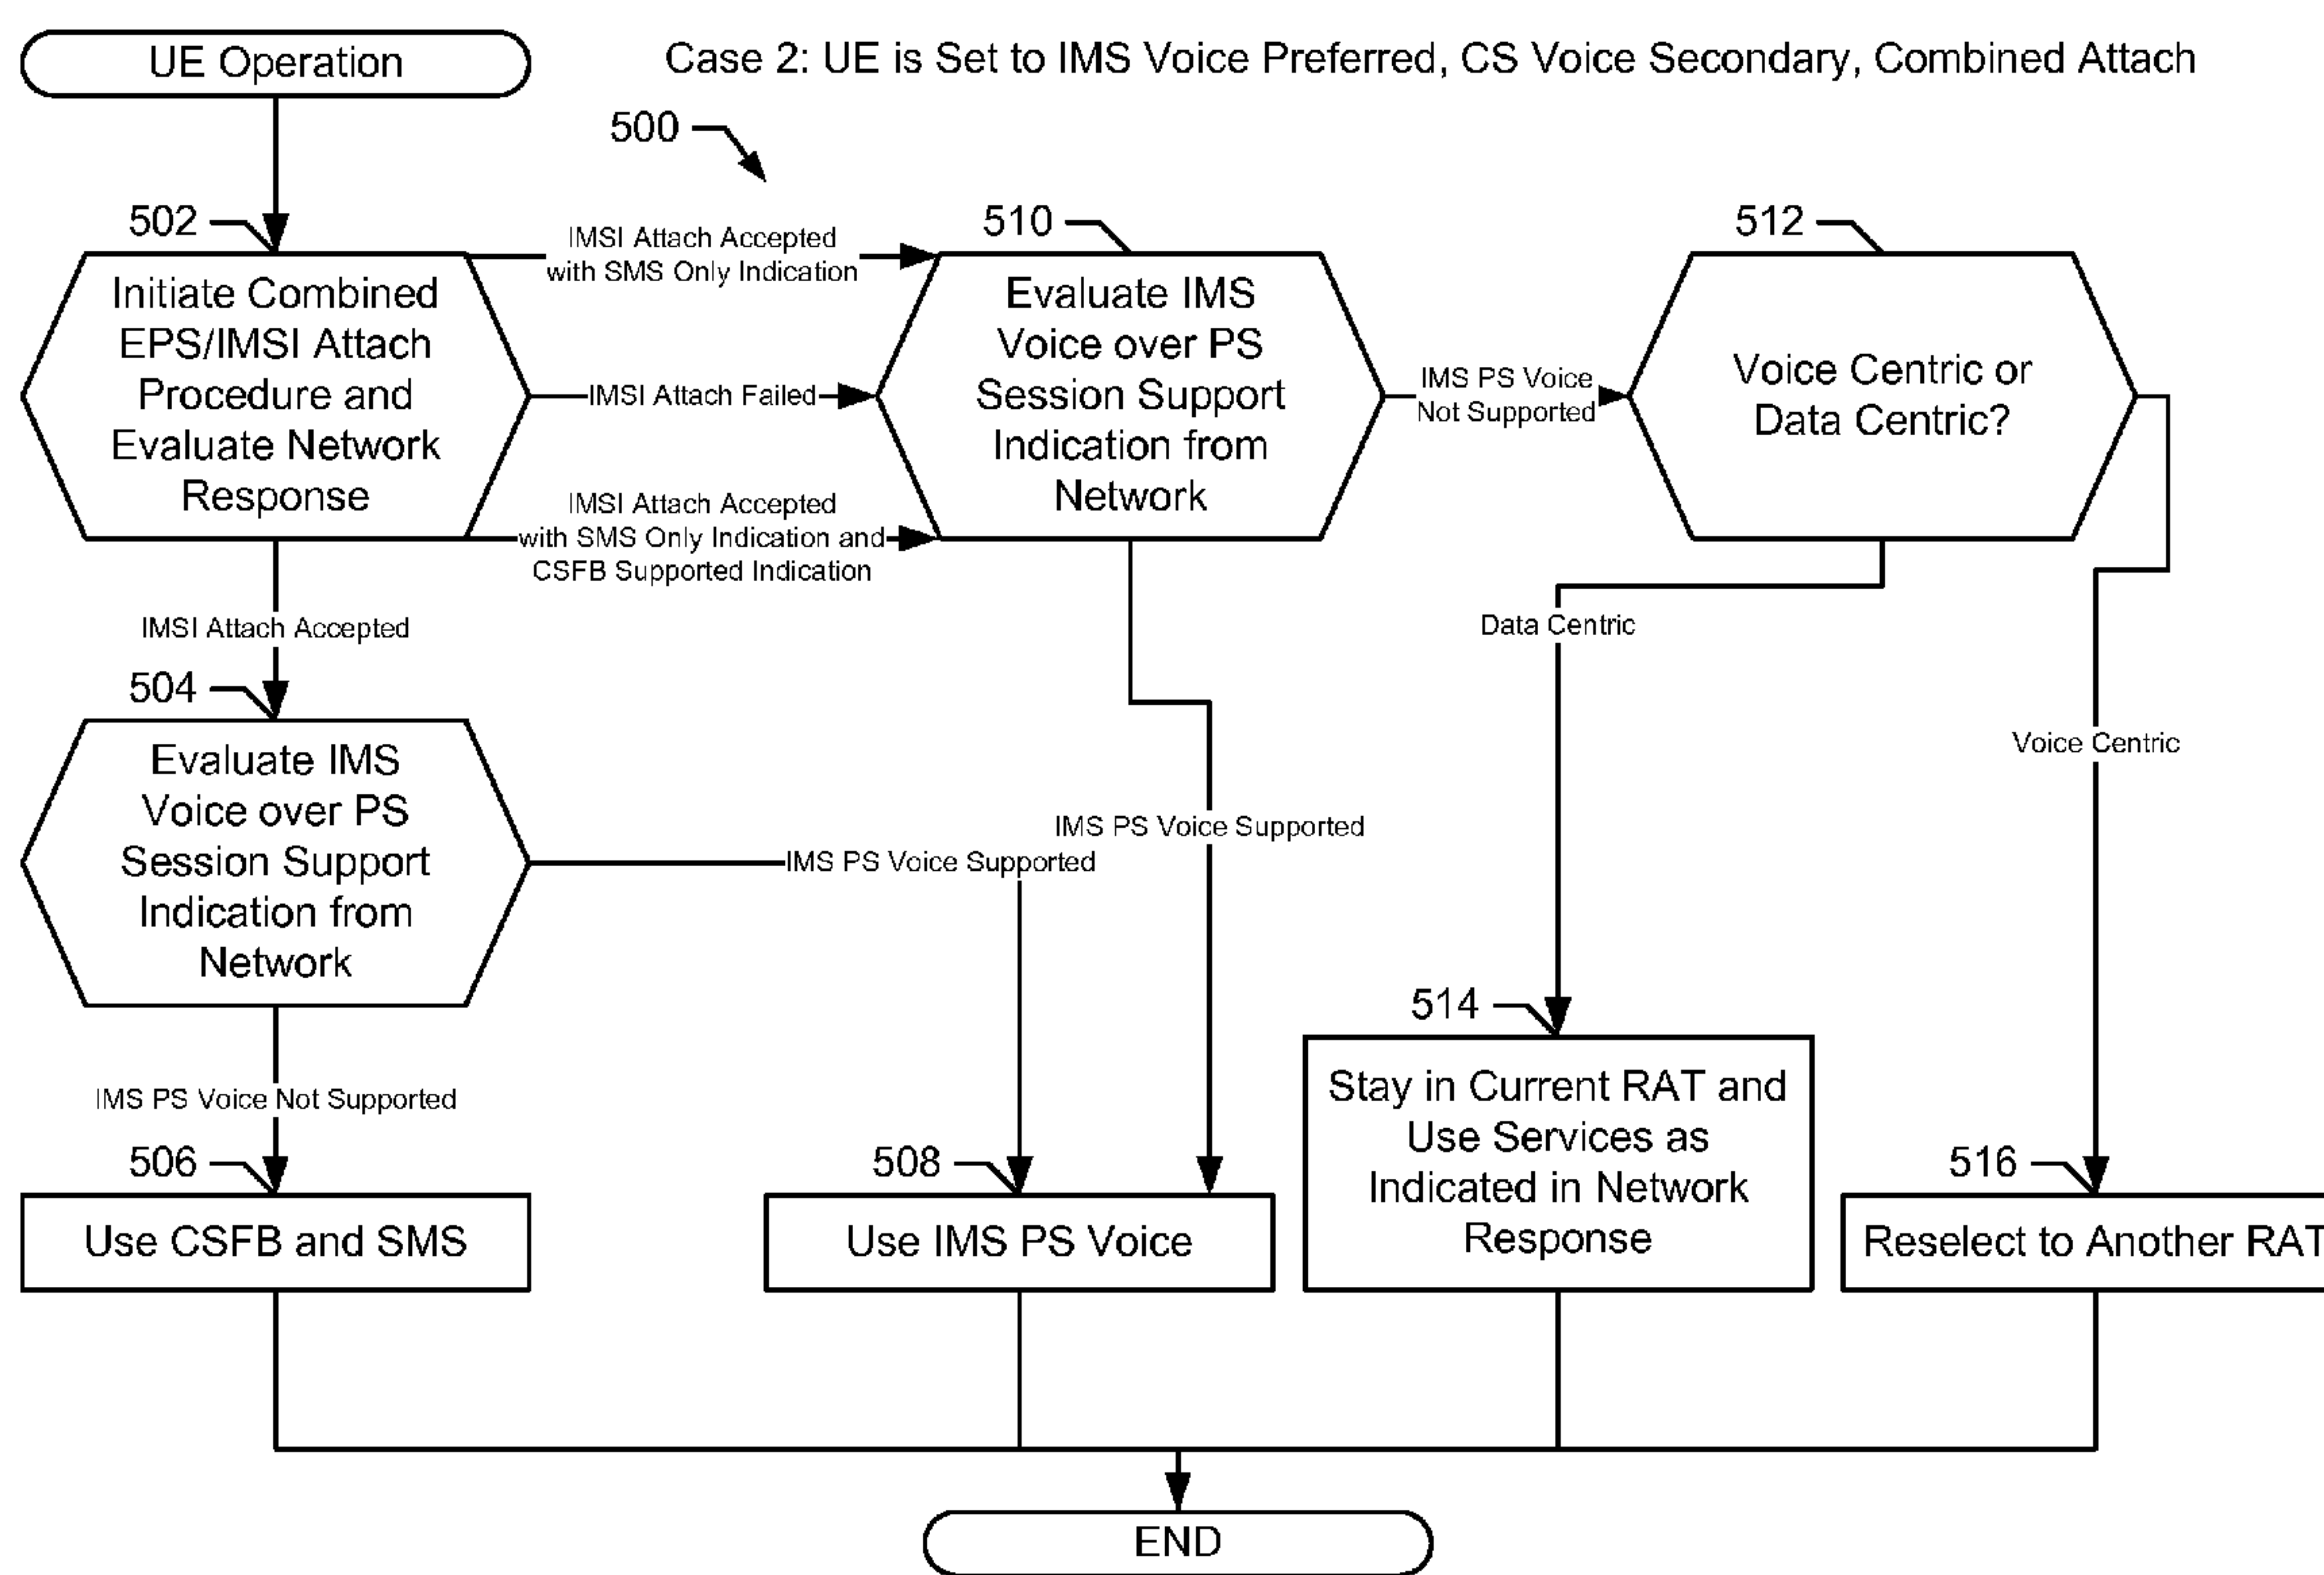 UE Operation
Case 2: UE is Set to IMS Voice Preferred, CS Voice Secondary, Combined Attach
500
502
Initiate Combined
EPS/IMSI Attach
Procedure and
Evaluate Network
Response
IMSI Attach Accepted
with SMS Only Indication
IMSI Attach Failed
IMSI Attach Accepted
with SMS Only Indication and
CSFB Supported Indication
510
Evaluate IMS
Voice over PS
Session Support
Indication from
Network
IMS PS Voice
Not Supported
512
Voice Centric or
Data Centric?
IMSI Attach Accepted
Data Centric
Voice Centric
504
Evaluate IMS
Voice over PS
Session Support
Indication from
Network
IMS PS Voice Supported
IMS PS Voice Supported
IMS PS Voice Not Supported
506
Use CSFB and SMS
508
Use IMS PS Voice
514
Stay in Current RAT and
Use Services as
Indicated in Network
Response
516
Reselect to Another RAT
END